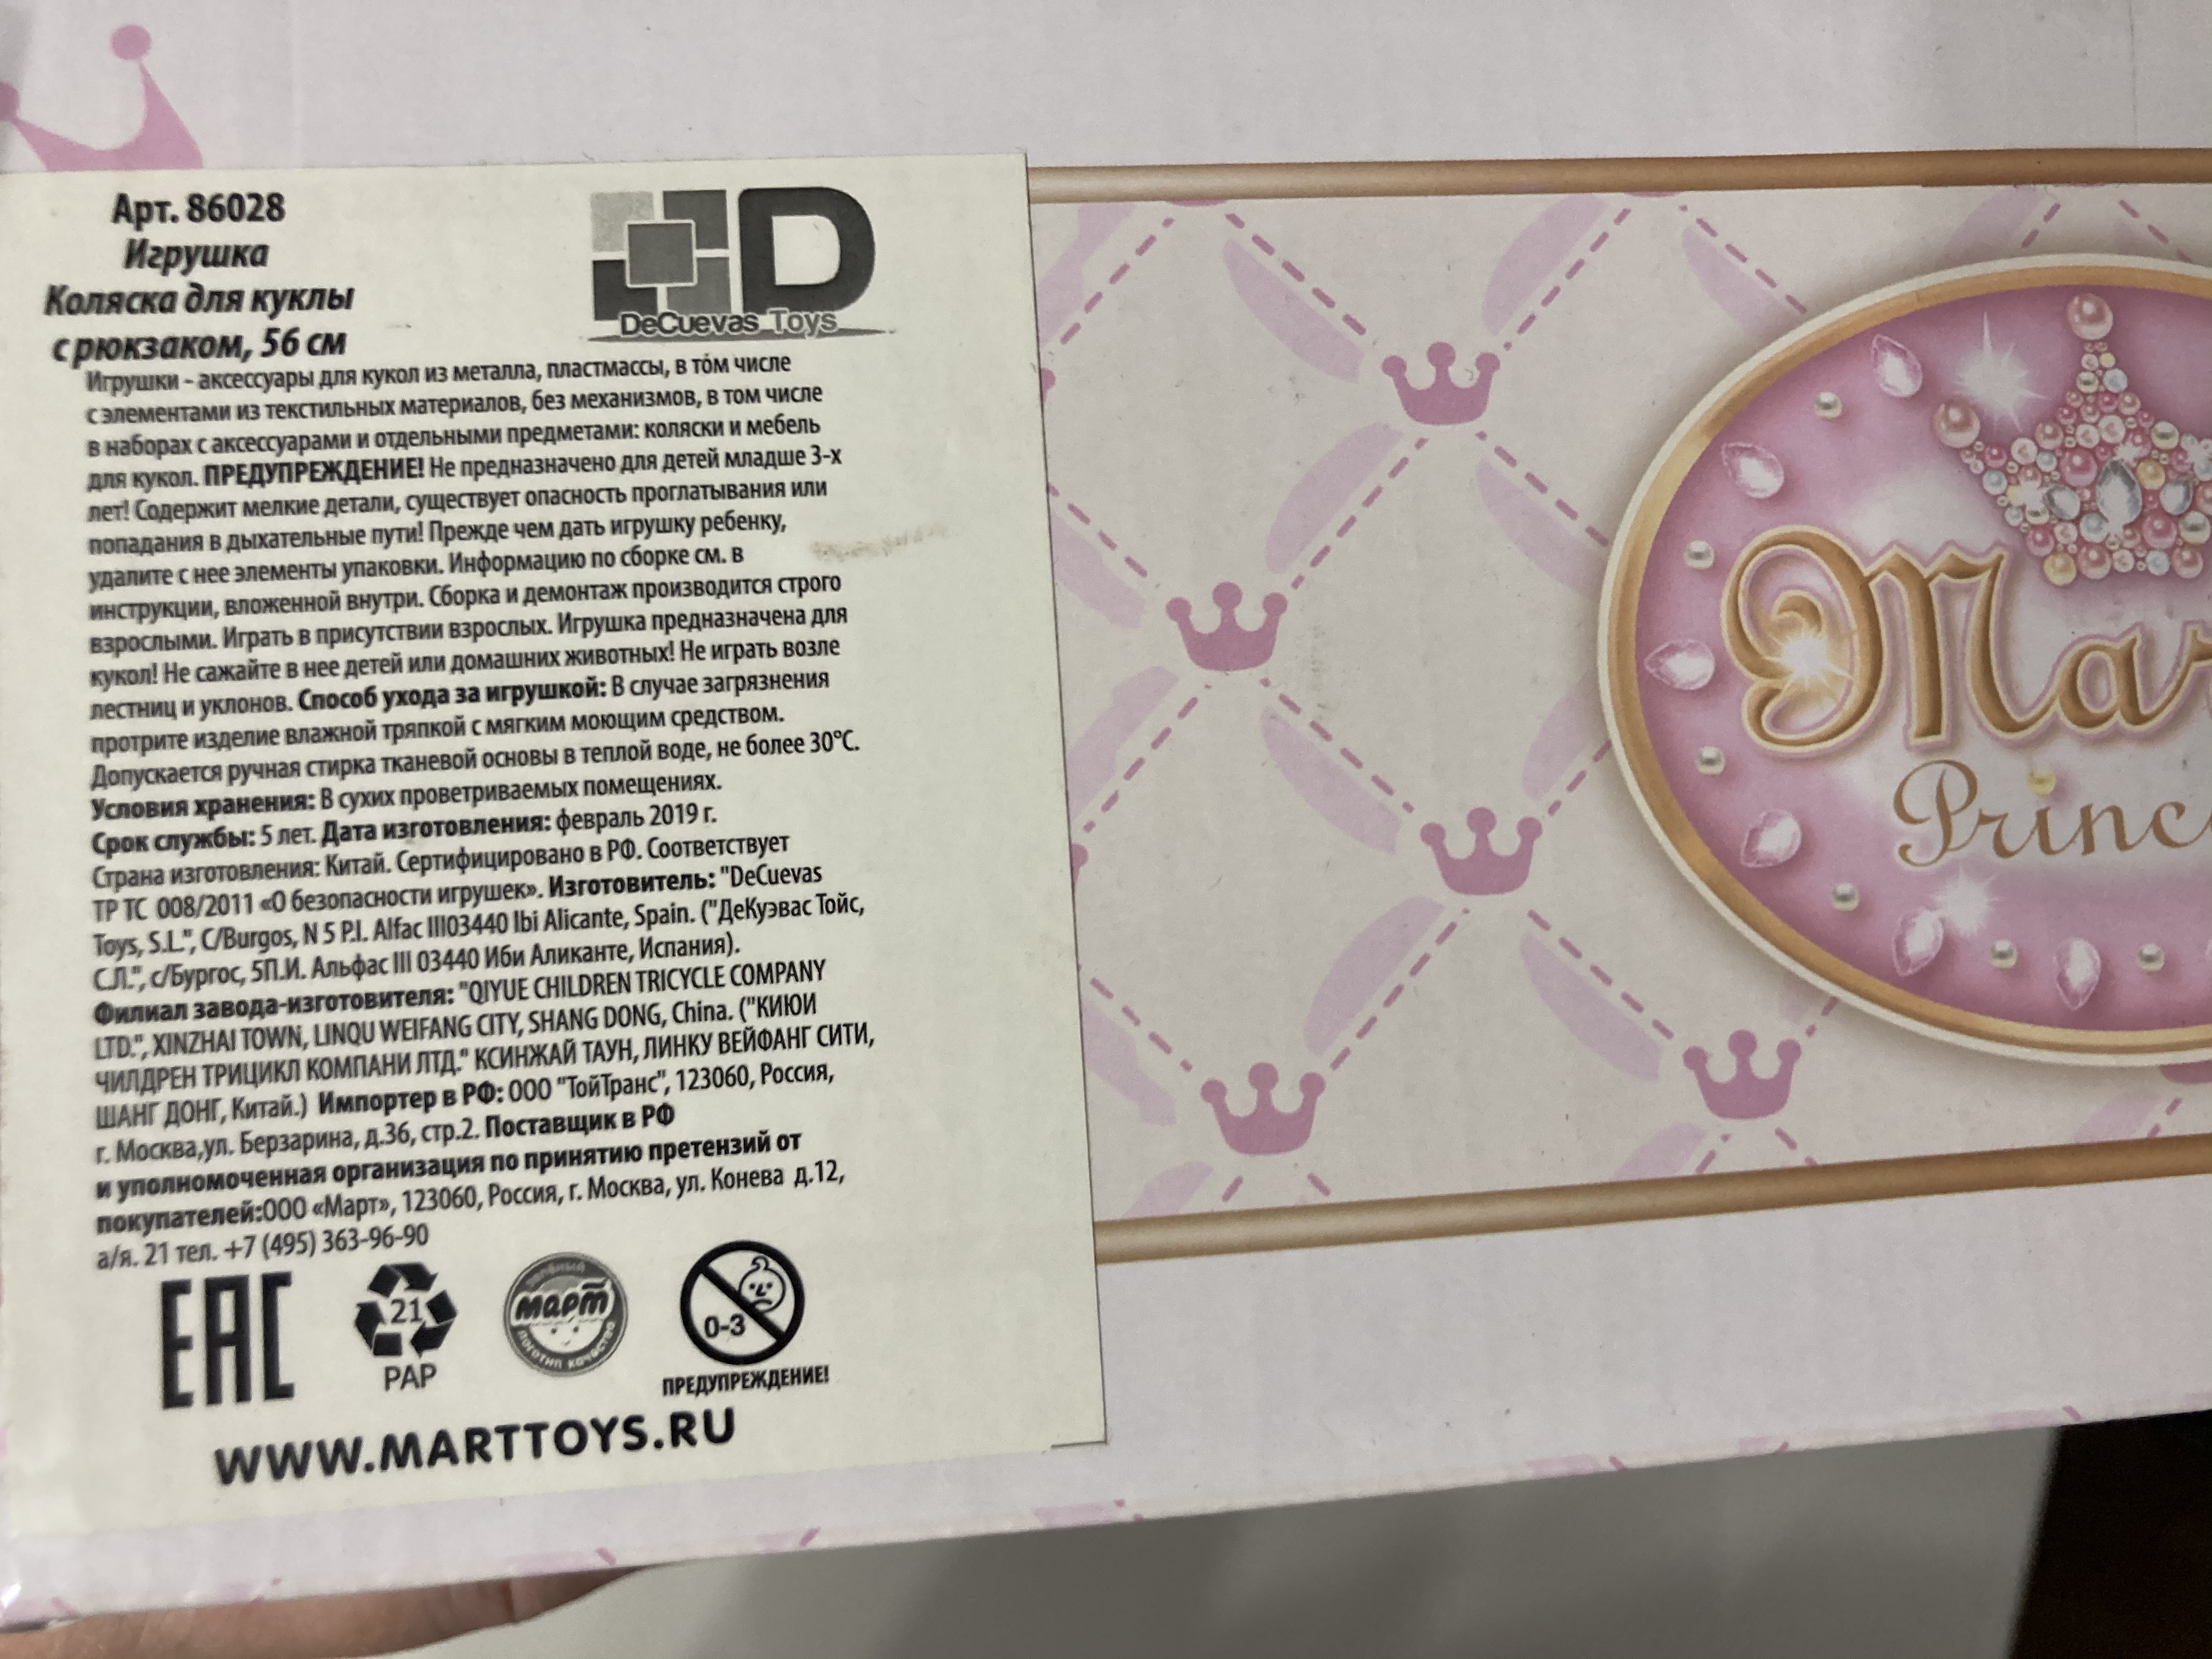 Арт. 86028
Игрушка
Коляска для куклы
с рюкзаком, 56 см
D
DeCuevas Toys
Игрушки - аксессуары для кукол из металла, пластмассы, в том числе
с элементами из текстильных материалов, без механизмов, в том числе
в наборах с аксессуарами и отдельными предметами: коляски и мебель
для кукол. ПРЕДУПРЕЖДЕНИЕ! Не предназначено для детей младше 3-х
лет! Содержит мелкие детали, существует опасность проглатывания или
попадания в дыхательные пути! Прежде чем дать игрушку ребенку,
удалите с нее элементы упаковки. Информацию по сборке см. в
инструкции, вложенной внутри. Сборка и демонтаж производится строго
взрослыми. Играть в присутствии взрослых. Игрушка предназначена для
кукол! Не сажайте в нее детей или домашних животных! Не играть возле
лестниц и уклонов. Способ ухода за игрушкой: В случае загрязнения
протрите изделие влажной тряпкой с мягким моющим средством.
Допускается ручная стирка тканевой основы в теплой воде, не более 30°С.
Условия хранения: В сухих проветриваемых помещениях.
Срок службы: 5 лет. Дата изготовления: февраль 2019 г.
Страна изготовления: Китай. Сертифицировано в РФ. Соответствует
ТР ТС 008/2011 «О безопасности игрушек». Изготовитель: "DeCuevas
Toys, S.L.", C/Burgos, N 5 P.I. Alfac III03440 Ibi Alicante, Spain. ("ДеКуэвас Тойс,
С.Л.", с/Бургос, 5П.И. Альфас III 03440 Иби Аликанте, Испания).
Филиал завода-изготовителя: "QIYUE CHILDREN TRICYCLE COMPANY
LTD.", XINZHAI TOWN, LINQU WEIFANG CITY, SHANG DONG, China. ("КИЮИ
ЧИЛДРЕН ТРИЦИКЛ КОМПАНИ ЛТД." КСИНЖАЙ ТАУН, ЛИНКУ ВЕЙФАНГ СИТИ,
ШАНГ ДОНГ, Китай.) Импортер в РФ: ООО "ТойТранс", 123060, Россия,
г. Москва,ул. Берзарина, д.36, стр.2. Поставщик в РФ
и уполномоченная организация по принятию претензий от
покупателей:ООО «Март», 123060, Россия, г. Москва, ул. Конева д.12,
а/я. 21 тел. +7 (495) 363-96-90
ЕАС
21
PAP
март
логотип качества
0-3
ПРЕДУПРЕЖДЕНИЕ!
WWW.MARTTOYS.RU
Mar
Princ